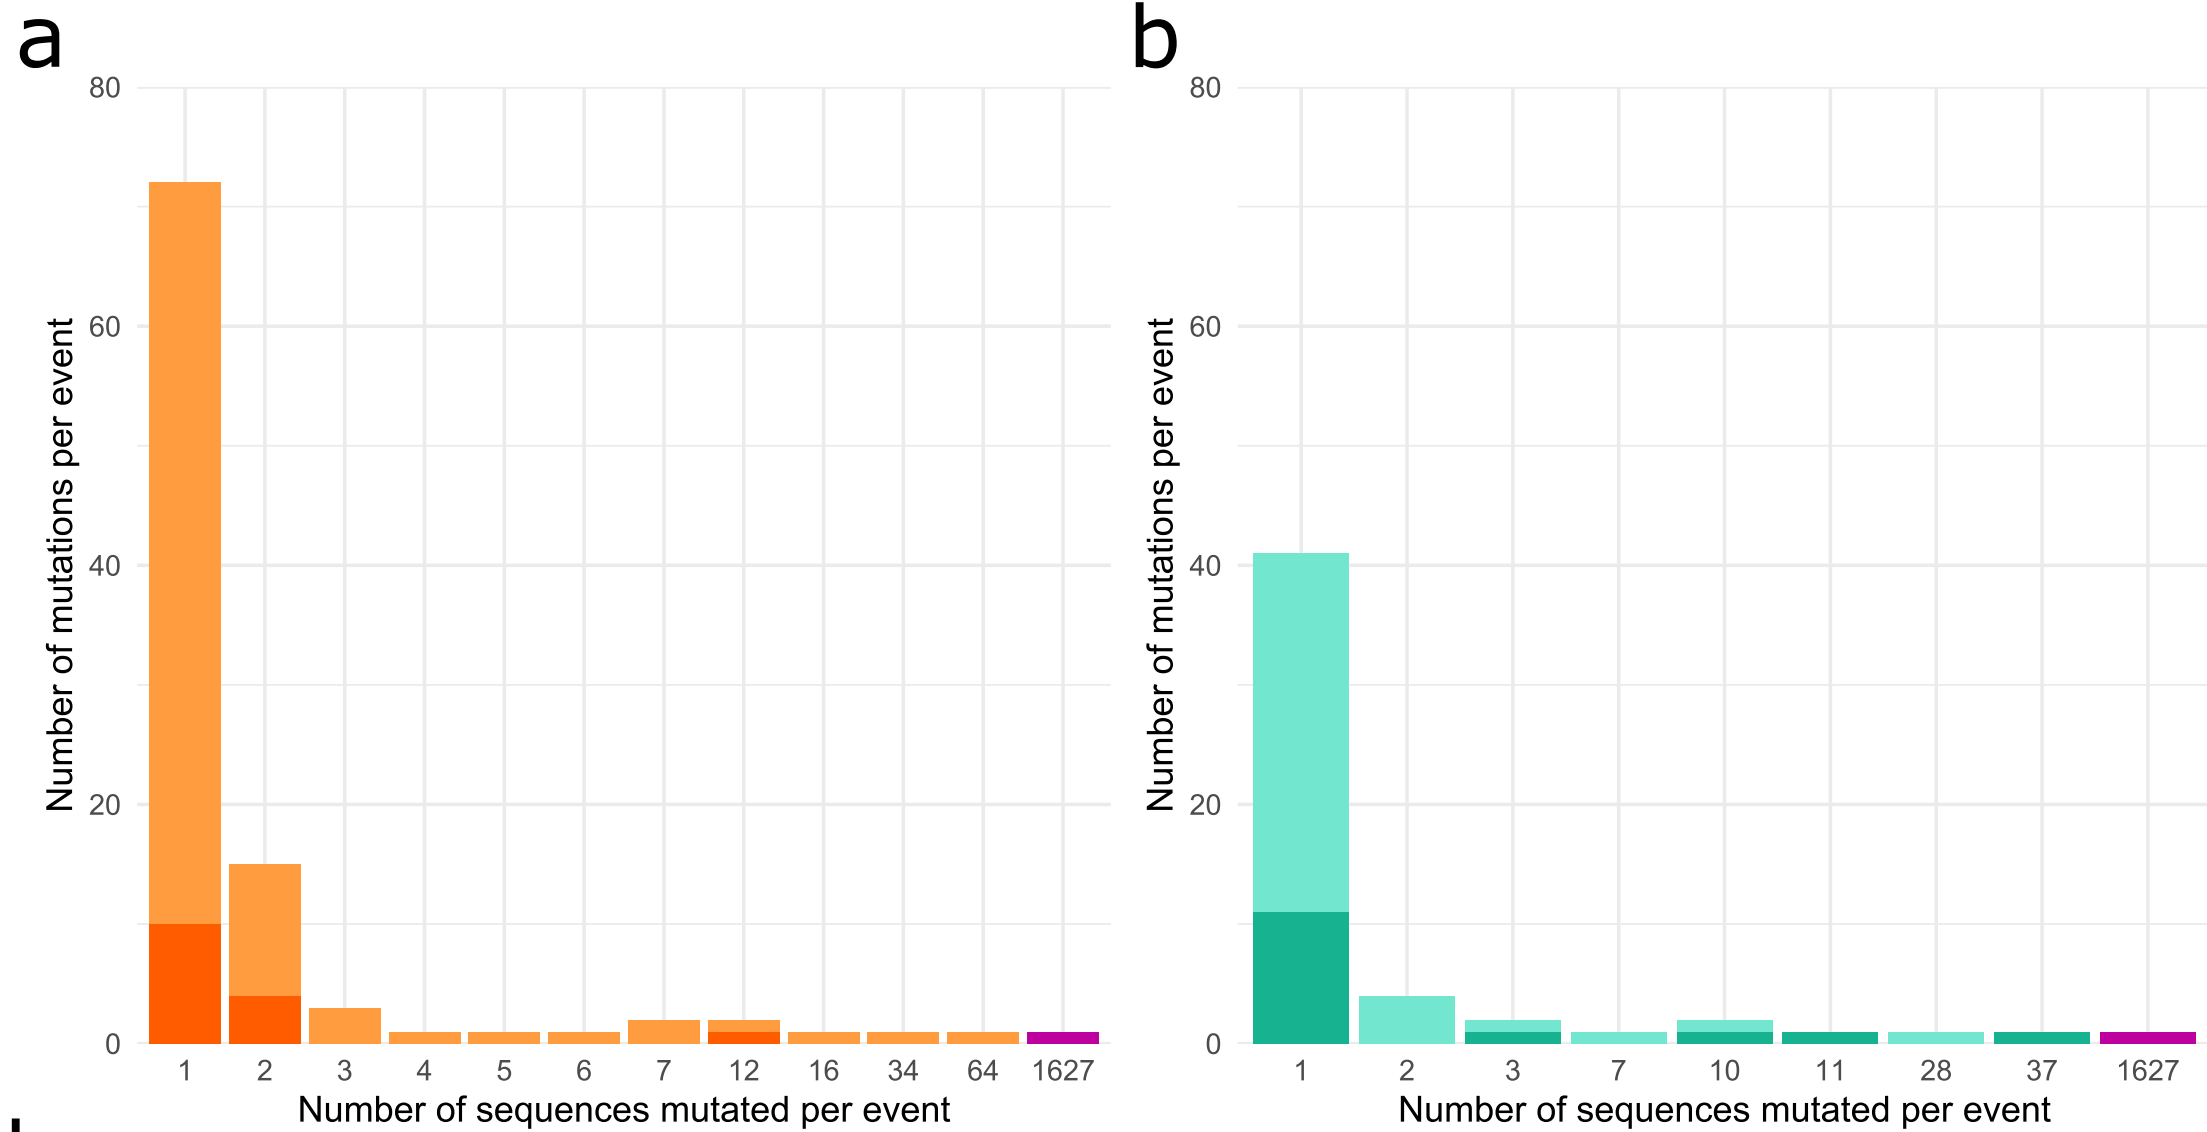 a
80
60
40
20
0
Number of mutations per event
1 2 3 4 5 6 7 12 16 34 64 1627
Number of sequences mutated per event
b
80
60
40
20
0
Number of mutations per event
1 2 3 7 10 11 28 37 1627
Number of sequences mutated per event